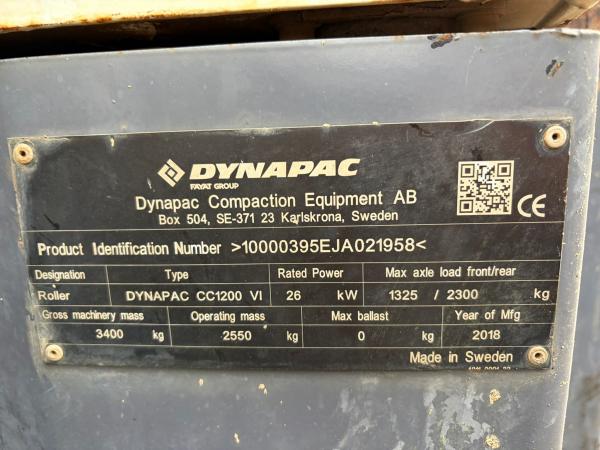 DYNAPAC
FAYAT GROUP
Dynapac Compaction Equipment AB
Box 504, SE-371 23 Karlskrona, Sweden
CE
Product Identification Number >10000395EJA021958<
Designation Type Rated Power Max axle load front/rear
Roller DYNAPAC CC1200 VI 26 kW 1325 / 2300 kg
Gross machinery mass Operating mass Max ballast Year of Mfg
3400 kg 2550 kg 0 kg 2018
Made in Sweden